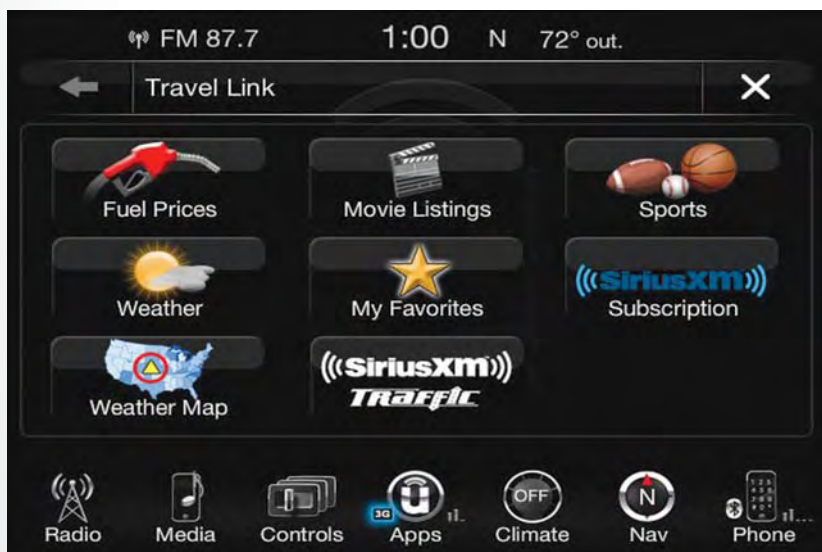 FM 87.7 1:00 N 72° out.
Travel Link
Fuel Prices Movie Listings Sports
Weather My Favorites ((SiriusXM)) Subscription
Weather Map ((SiriusXM)) TRAFFIC
3G OFF N
Radio Media Controls Apps Climate Nav Phone